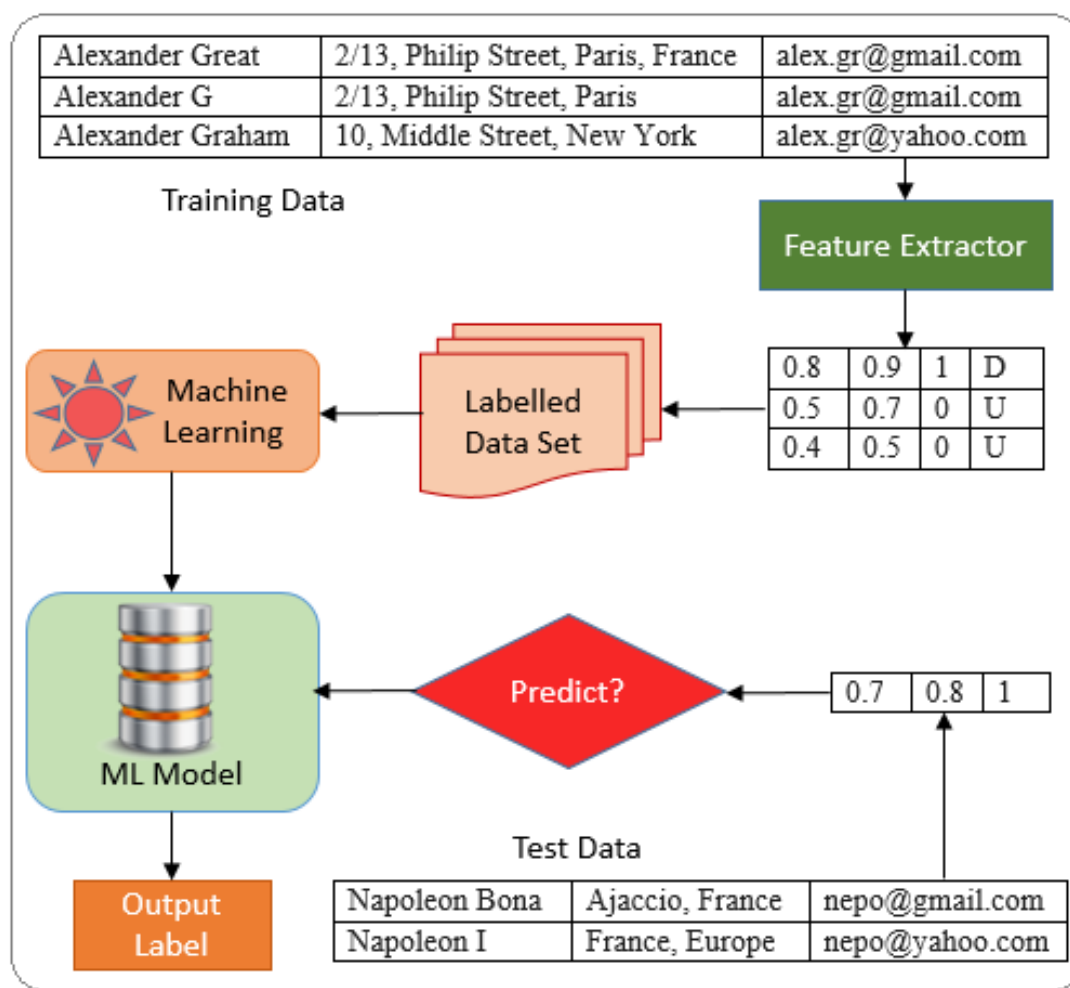 Alexander Great 2/13, Philip Street, Paris, France alex.gr@gmail.com
Alexander G 2/13, Philip Street, Paris alex.gr@gmail.com
Alexander Graham 10, Middle Street, New York alex.gr@yahoo.com
Training Data
Feature Extractor
0.8 0.9 1 D
0.5 0.7 0 U
0.4 0.5 0 U
Labelled
Data Set
Machine
Learning
ML Model
Predict?
0.7 0.8 1
Test Data
Napoleon Bona Ajaccio, France nepo@gmail.com
Napoleon I France, Europe nepo@yahoo.com
Output
Label